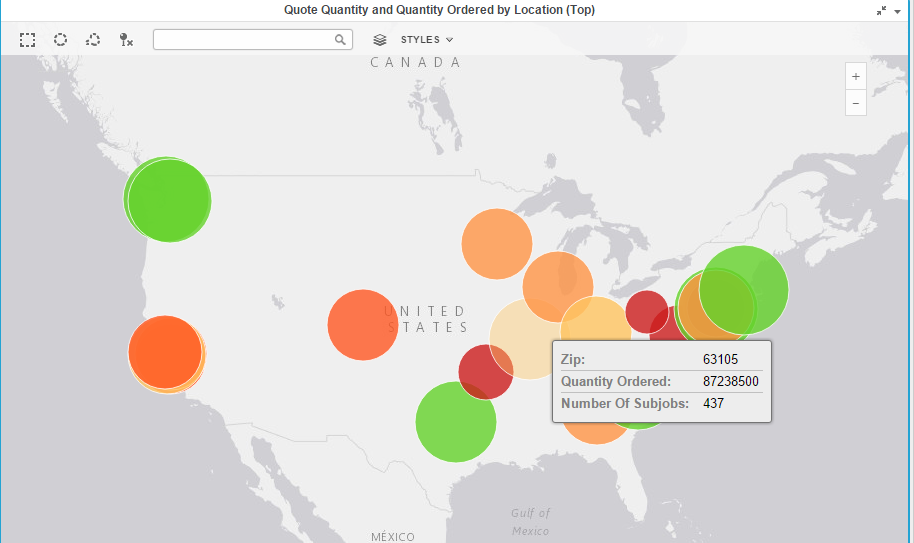 Quote Quantity and Quantity Ordered by Location (Top)
STYLES
CANADA
+
−
UNITED
STATES
Zip: 63105
Quantity Ordered: 87238500
Number Of Subjobs: 437
Gulf of
Mexico
MÉXICO